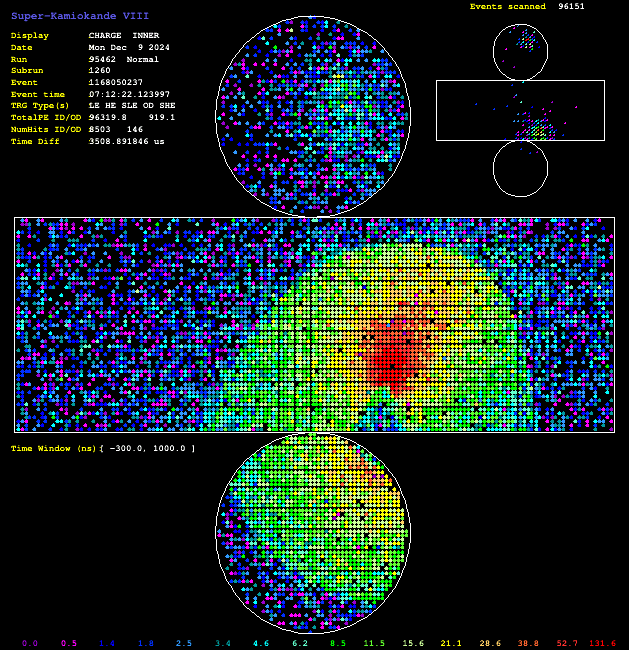 Super-Kamiokande VIII
Events scanned 96151
Display CHARGE INNER
Date Mon Dec 9 2024
Run 95462 Normal
Subrun 1260
Event 1168050237
Event time 07:12:22.123997
TRG Type(s) LE HE SLE OD SHE
TotalPE ID/OD 96319.8 919.1
NumHits ID/OD 8503 146
Time Diff 3508.891846 us
Time Window (ns)[ -300.0, 1000.0 ]
0.0 0.5 1.4 1.8 2.5 3.4 4.6 6.2 8.5 11.5 15.6 21.1 28.6 38.8 52.7 131.6